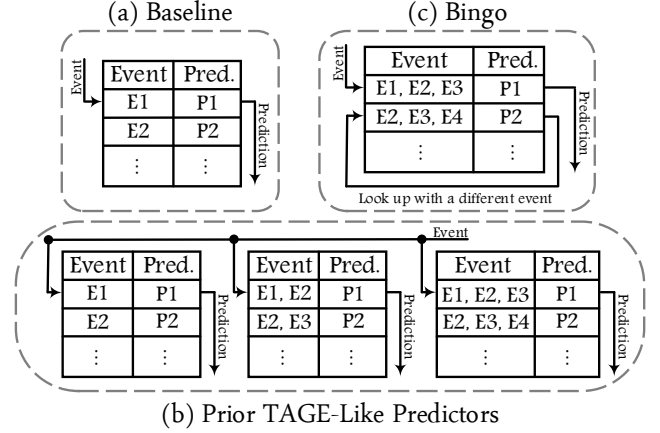 (a) Baseline
Event
Event Pred.
E1 P1
E2 P2
⋮ ⋮
Prediction
(c) Bingo
Event
Event Pred.
E1, E2, E3 P1
E2, E3, E4 P2
⋮ ⋮
Prediction
Look up with a different event
Event
Event Pred.
E1 P1
E2 P2
⋮ ⋮
Prediction
Event Pred.
E1, E2 P1
E2, E3 P2
⋮ ⋮
Prediction
Event Pred.
E1, E2, E3 P1
E2, E3, E4 P2
⋮ ⋮
Prediction
(b) Prior TAGE-Like Predictors